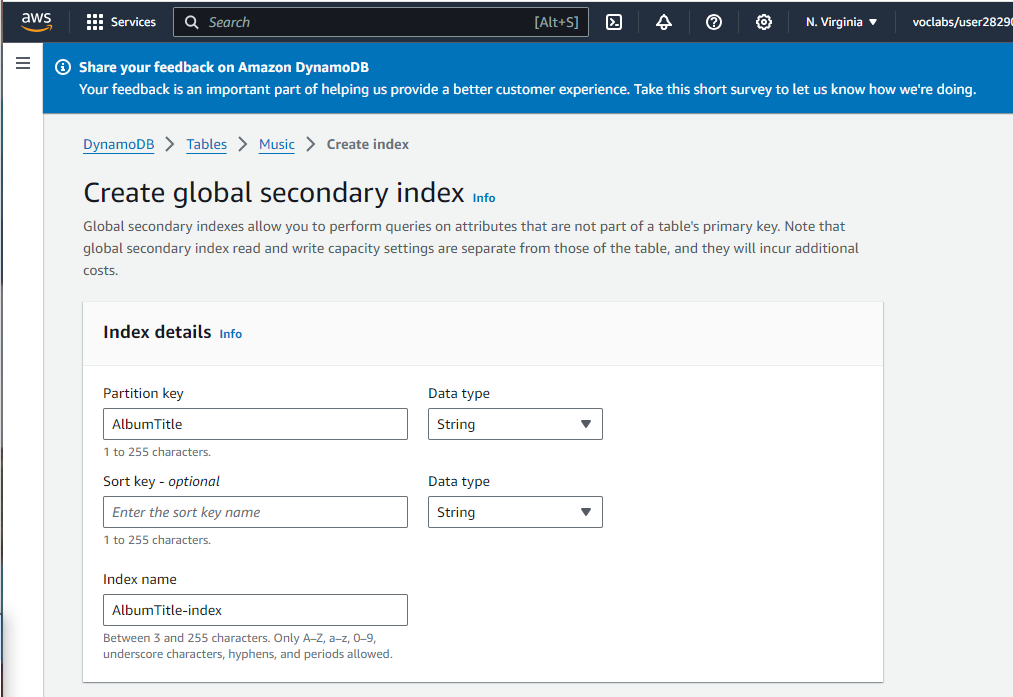 aws Services Search [Alt+S] N. Virginia voclabs/user2829
Share your feedback on Amazon DynamoDB
Your feedback is an important part of helping us provide a better customer experience. Take this short survey to let us know how we're doing.
DynamoDB Tables Music Create index
Create global secondary index Info
Global secondary indexes allow you to perform queries on attributes that are not part of a table's primary key. Note that
global secondary index read and write capacity settings are separate from those of the table, and they will incur additional
costs.
Index details Info
Partition key Data type
AlbumTitle String
1 to 255 characters.
Sort key - optional Data type
Enter the sort key name String
1 to 255 characters.
Index name
AlbumTitle-index
Between 3 and 255 characters. Only A–Z, a–z, 0–9,
underscore characters, hyphens, and periods allowed.